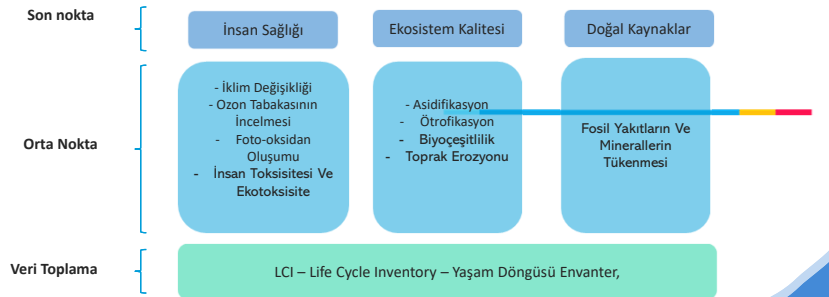 Son nokta
İnsan Sağlığı
Ekosistem Kalitesi
Doğal Kaynaklar
Orta Nokta
- İklim Değişikliği
- Ozon Tabakasının
İncelmesi
- Foto-oksidan
Oluşumu
- İnsan Toksisitesi Ve
Ekotoksisite
- Asidifikasyon
- Ötrofikasyon
- Biyoçeşitlilik
- Toprak Erozyonu
Fosil Yakıtların Ve
Minerallerin
Tükenmesi
Veri Toplama
LCI – Life Cycle Inventory – Yaşam Döngüsü Envanter,